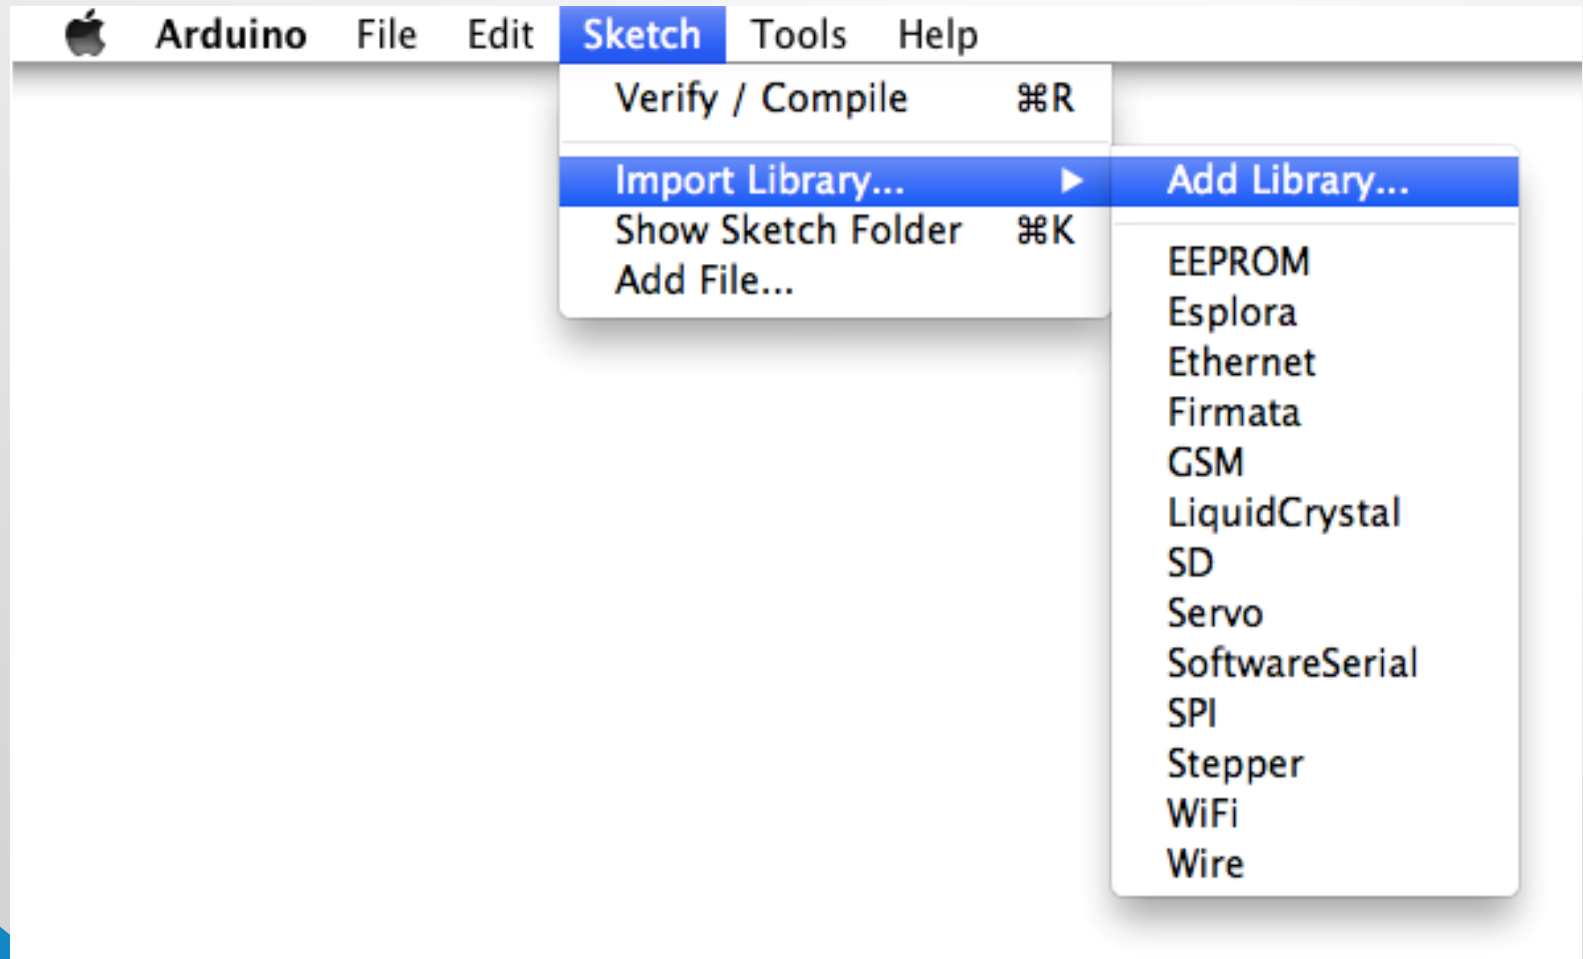 Arduino File Edit Sketch Tools Help
Verify / Compile ⌘R
Import Library...
Show Sketch Folder ⌘K
Add File...
Add Library...
EEPROM
Esplora
Ethernet
Firmata
GSM
LiquidCrystal
SD
Servo
SoftwareSerial
SPI
Stepper
WiFi
Wire